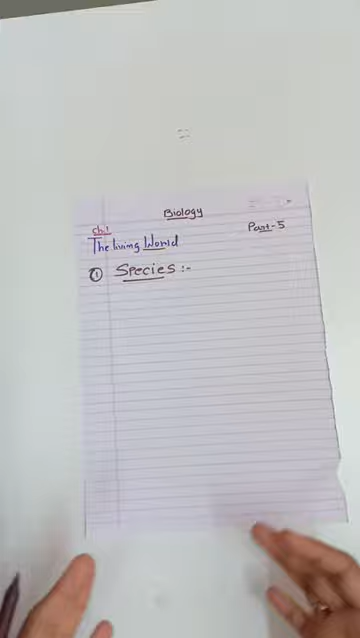 Biology
Ch.1
The living World
Part-5
① Species :-